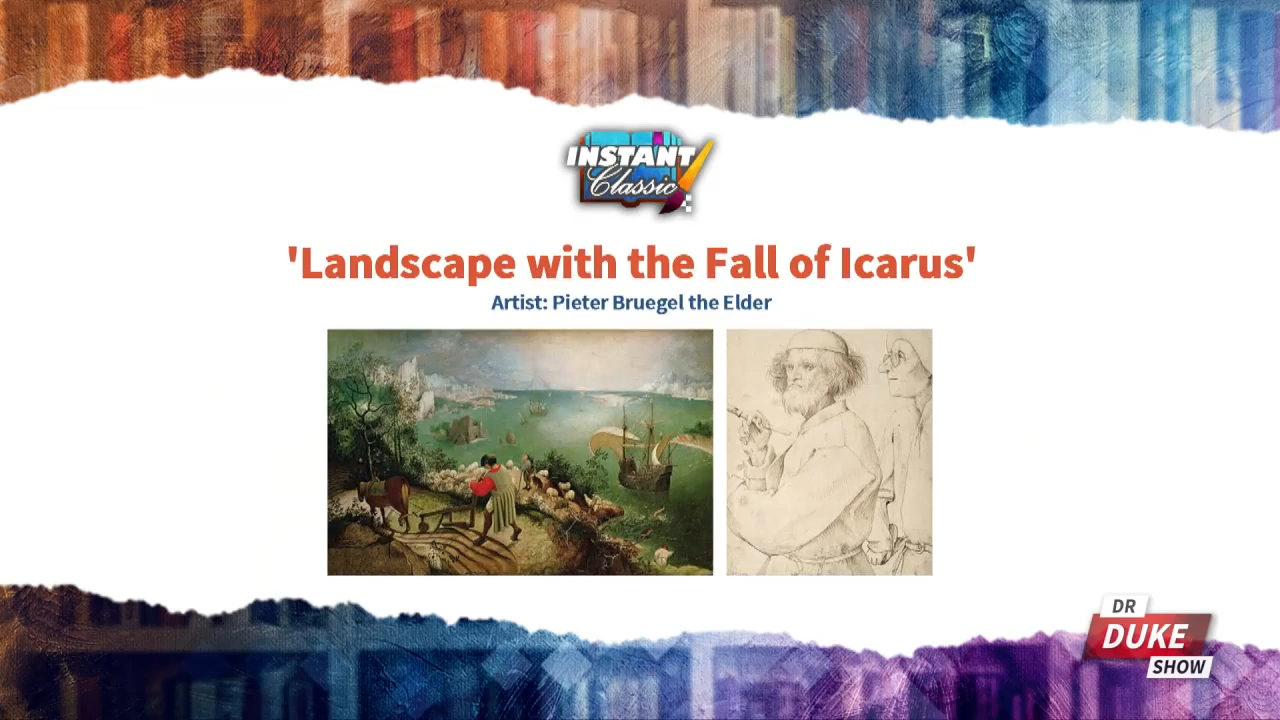 INSTANT
Classic
'Landscape with the Fall of Icarus'
Artist: Pieter Bruegel the Elder
DR
DUKE
SHOW